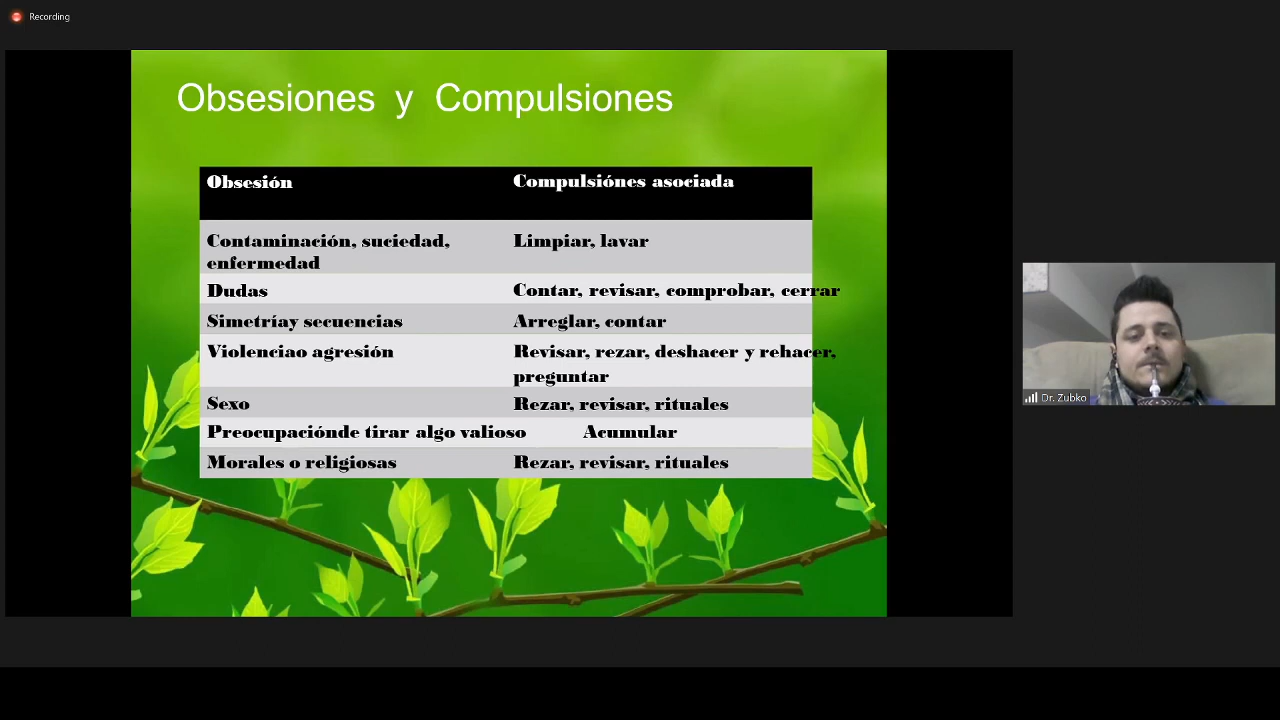 Recording
Obsesiones y Compulsiones
Obsesión
Compulsiónes asociada
Contaminación, suciedad,
enfermedad
Limpiar, lavar
Dudas
Contar, revisar, comprobar, cerrar
Simetríay secuencias
Arreglar, contar
Violenciao agresión
Revisar, rezar, deshacer y rehacer,
preguntar
Sexo
Rezar, revisar, rituales
Preocupaciónde tirar algo valioso
Acumular
Morales o religiosas
Rezar, revisar, rituales
Dr. Zubko